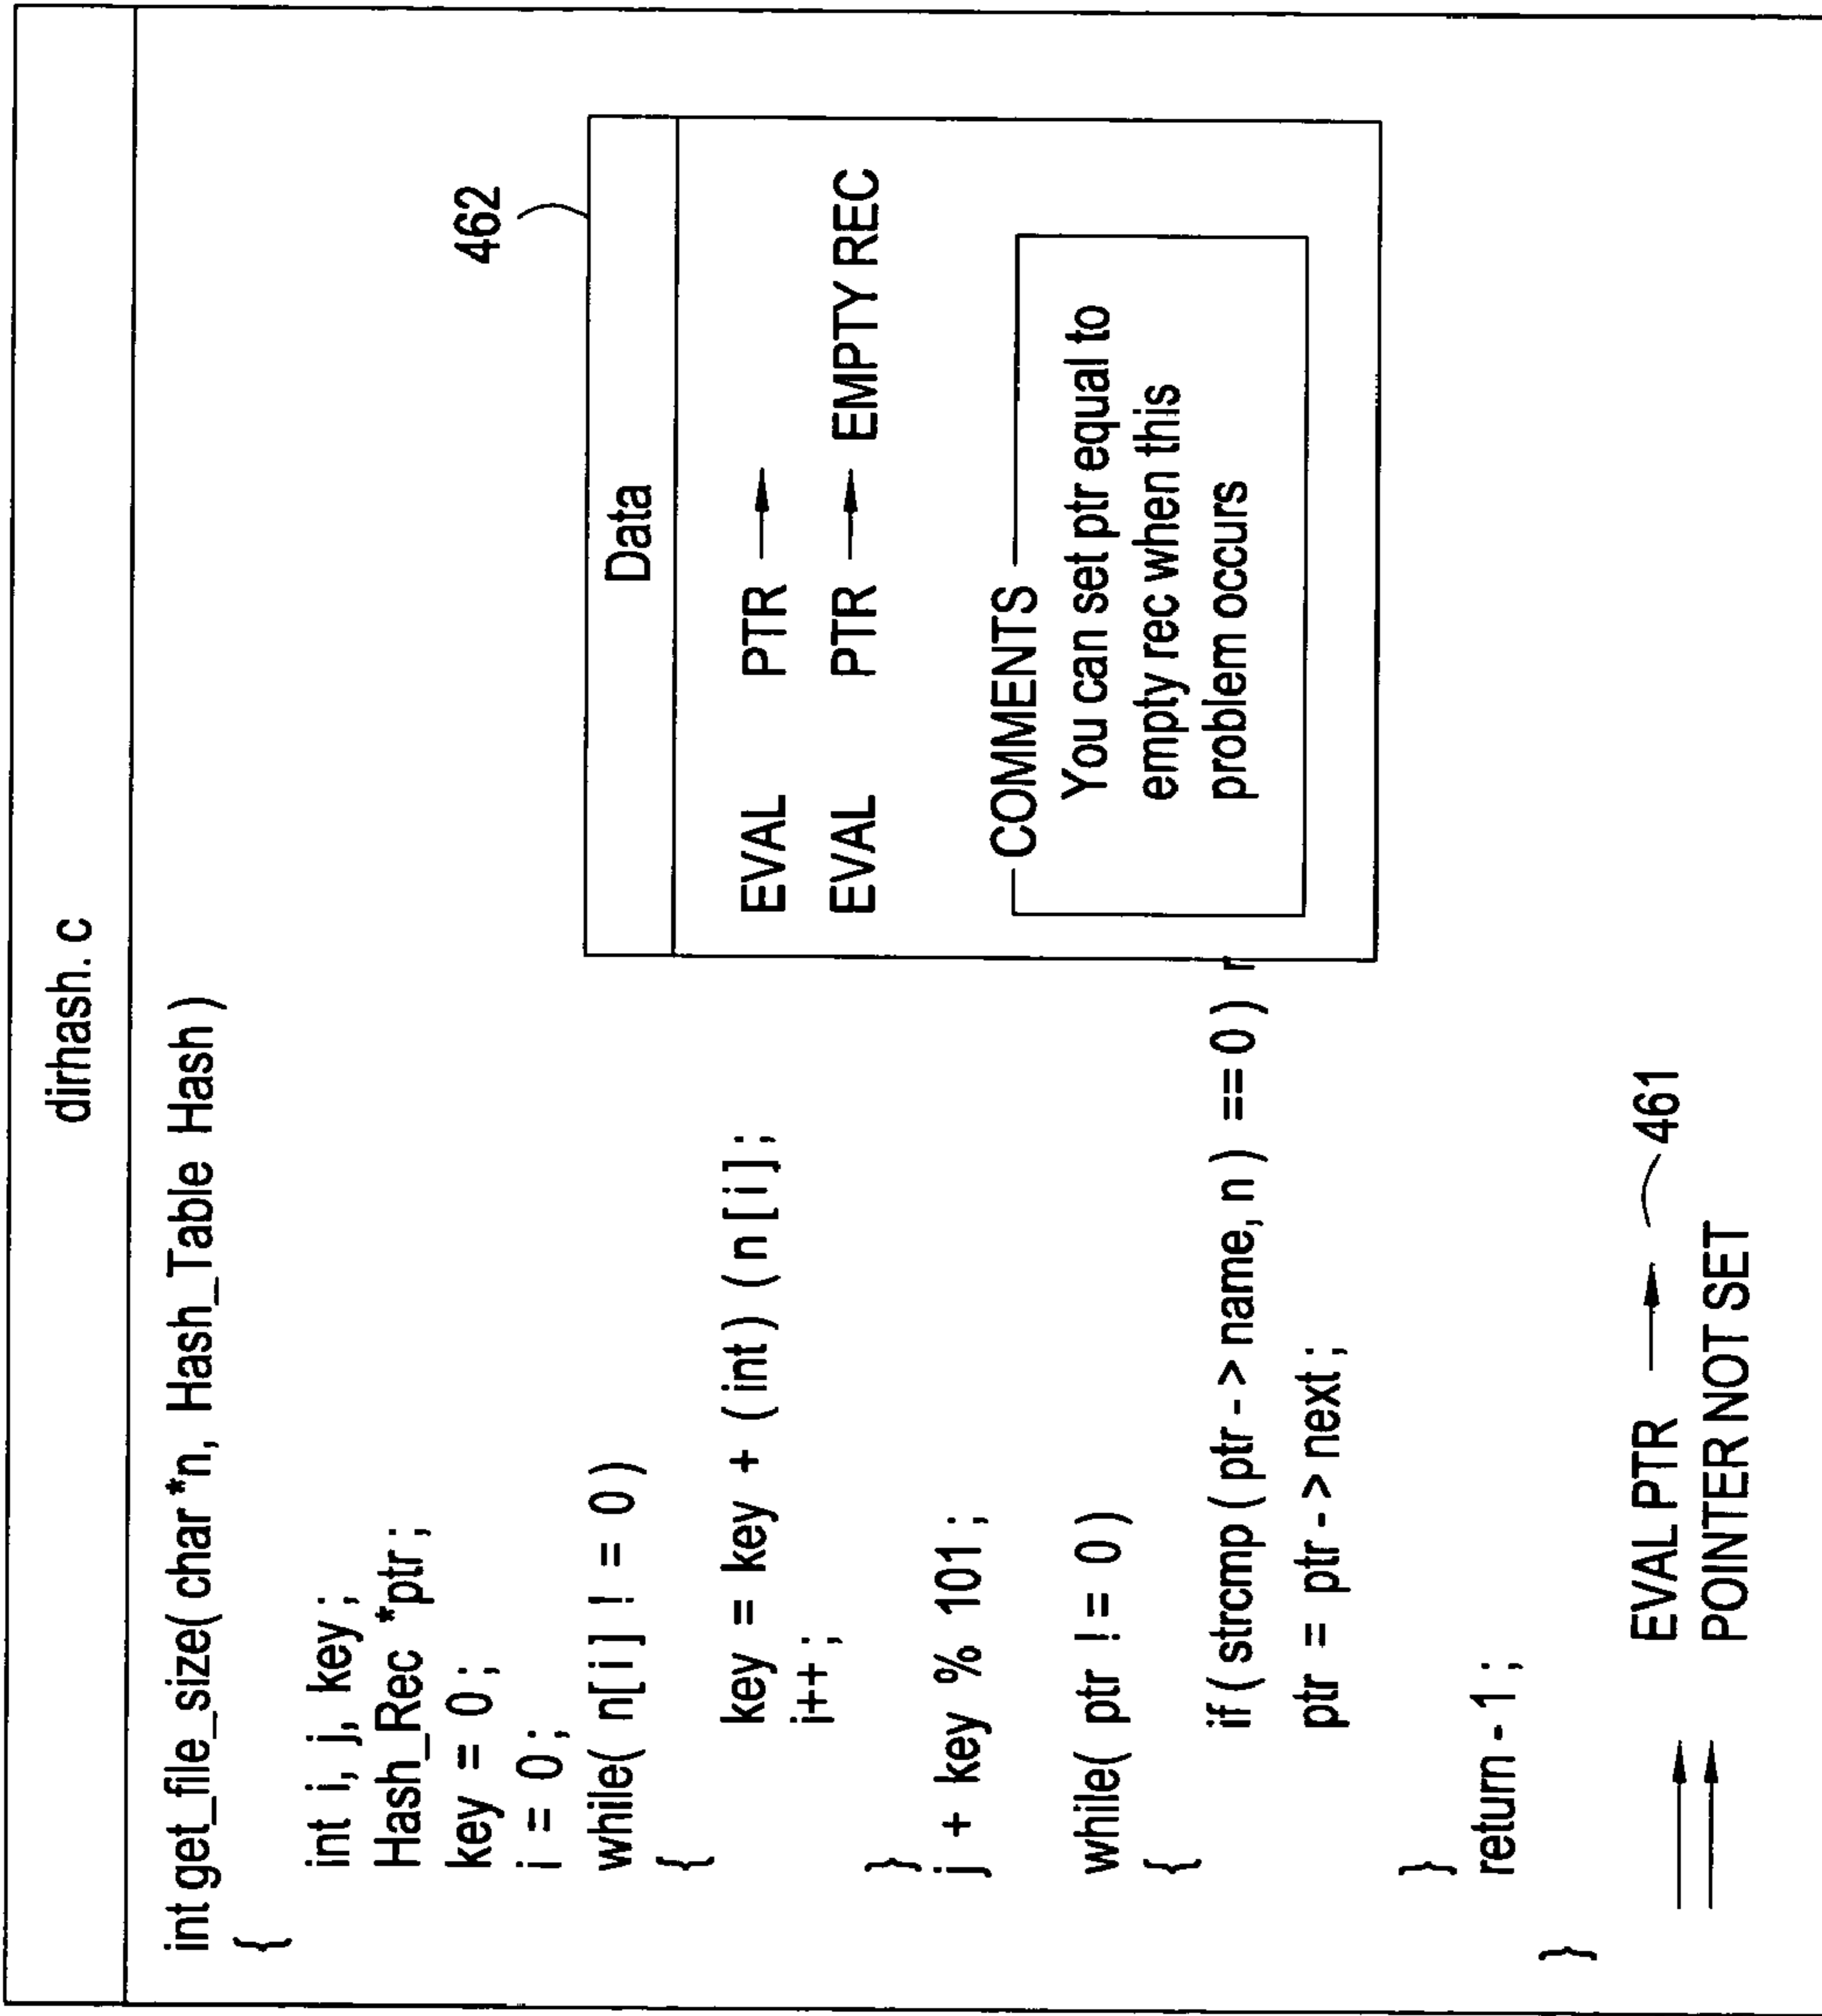 dirhash. c
int get_file_size( char *n, Hash_Table Hash )
{
int i, j, key ;
Hash_Rec *ptr ;
key = 0 ;
i = 0 ;
while( n[i] ! = 0 )
{
key = key + ( int ) ( n [ i ] ;
i++ ;
}
j + key % 101 ;
while( ptr ! = 0 )
{
if ( strcmp ( ptr - > name, n ) == 0 )
ptr = ptr - > next ;
}
return - 1 ;
}
EVAL PTR → 461
POINTER NOT SET
462
Data
EVAL PTR →
EVAL PTR → EMPTY REC
COMMENTS
You can set ptr equal to
empty rec when this
problem occurs